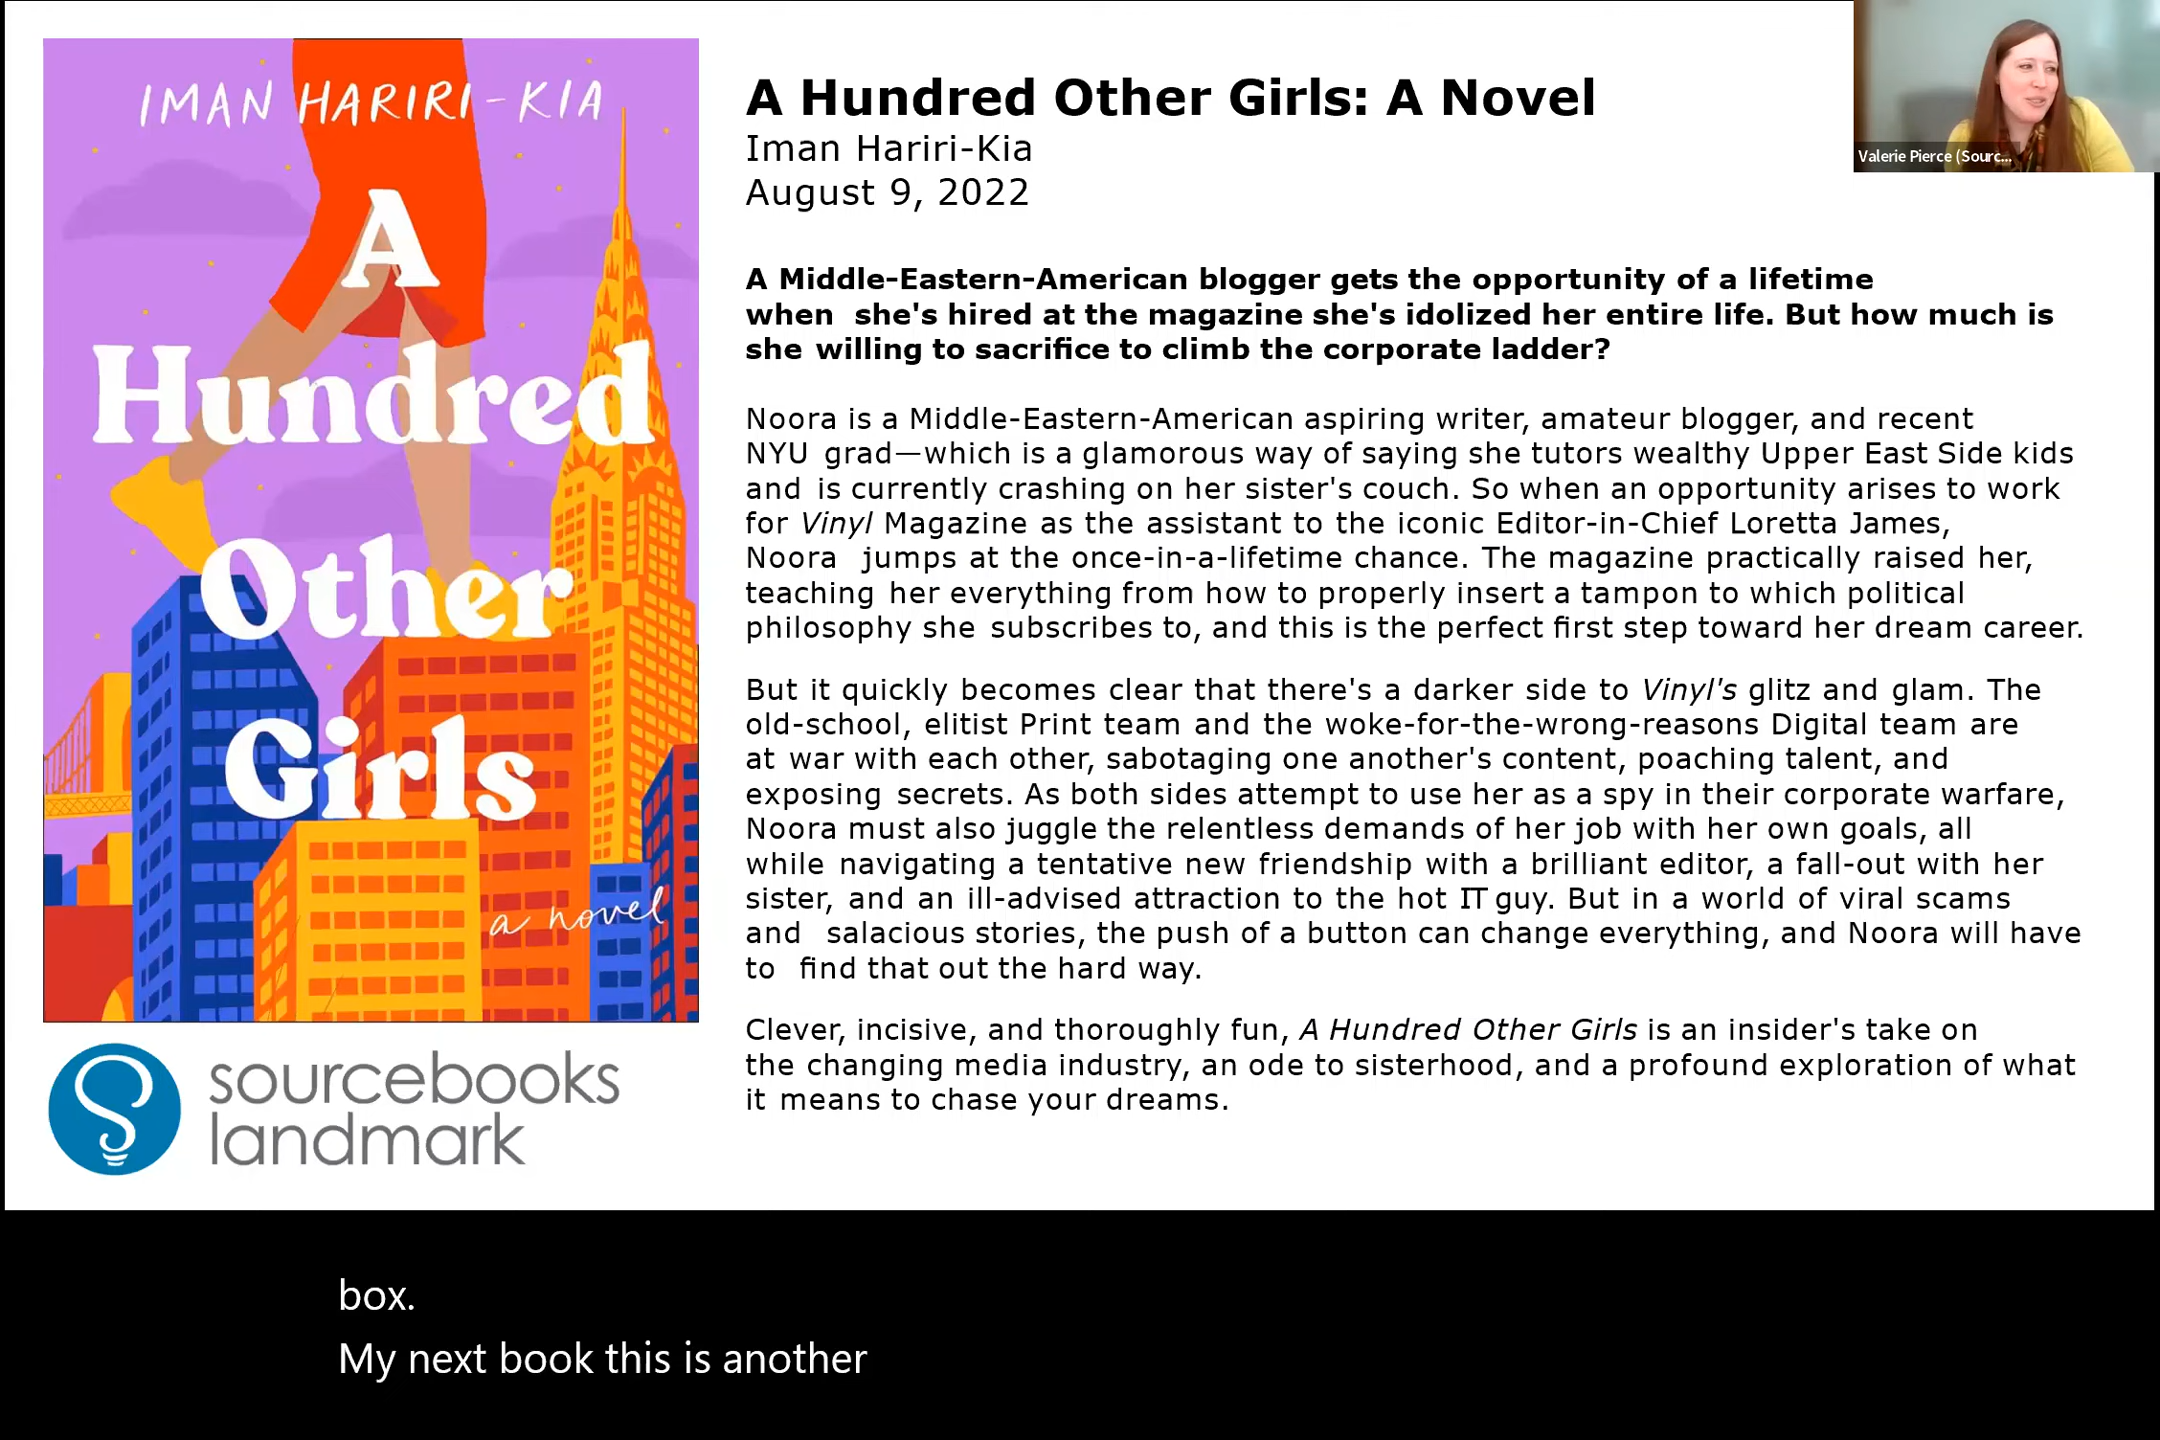 IMAN HARIRI-KIA
A
Hundred
Other
Girls
a novel
sourcebooks
landmark
A Hundred Other Girls: A Novel
Iman Hariri-Kia
August 9, 2022
A Middle-Eastern-American blogger gets the opportunity of a lifetime
when she's hired at the magazine she's idolized her entire life. But how much is
she willing to sacrifice to climb the corporate ladder?
Noora is a Middle-Eastern-American aspiring writer, amateur blogger, and recent
NYU grad—which is a glamorous way of saying she tutors wealthy Upper East Side kids
and is currently crashing on her sister's couch. So when an opportunity arises to work
for Vinyl Magazine as the assistant to the iconic Editor-in-Chief Loretta James,
Noora jumps at the once-in-a-lifetime chance. The magazine practically raised her,
teaching her everything from how to properly insert a tampon to which political
philosophy she subscribes to, and this is the perfect first step toward her dream career.
But it quickly becomes clear that there's a darker side to Vinyl's glitz and glam. The
old-school, elitist Print team and the woke-for-the-wrong-reasons Digital team are
at war with each other, sabotaging one another's content, poaching talent, and
exposing secrets. As both sides attempt to use her as a spy in their corporate warfare,
Noora must also juggle the relentless demands of her job with her own goals, all
while navigating a tentative new friendship with a brilliant editor, a fall-out with her
sister, and an ill-advised attraction to the hot IT guy. But in a world of viral scams
and salacious stories, the push of a button can change everything, and Noora will have
to find that out the hard way.
Clever, incisive, and thoroughly fun, A Hundred Other Girls is an insider's take on
the changing media industry, an ode to sisterhood, and a profound exploration of what
it means to chase your dreams.
Valerie Pierce (Sourc...
box.
My next book this is another